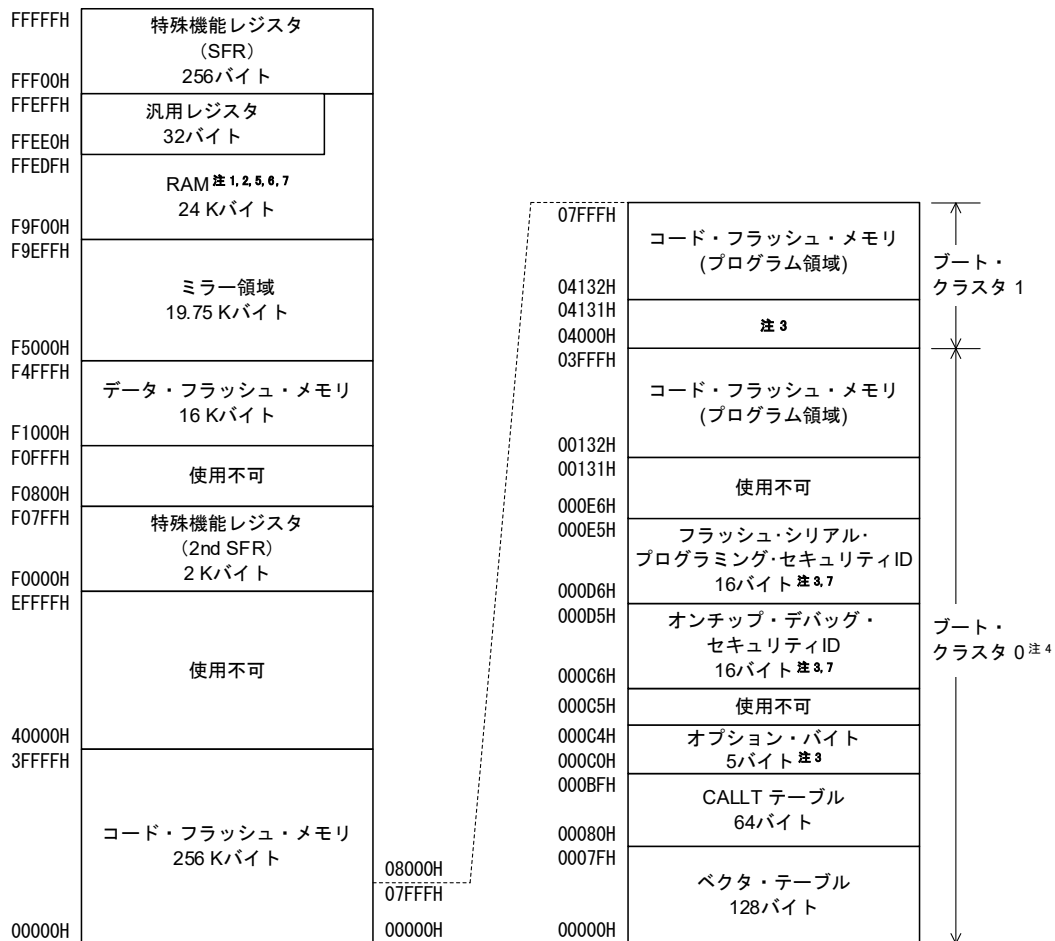 FFFFFH
特殊機能レジスタ
(SFR)
256バイト
FFF00H
FFEFFH
汎用レジスタ
32バイト
FFEE0H
FFEDFH
RAM 注 1, 2, 5, 6, 7
24 Kバイト
F9F00H
F9EFFH
ミラー領域
19.75 Kバイト
F5000H
F4FFFH
データ・フラッシュ・メモリ
16 Kバイト
F1000H
F0FFFH
使用不可
F0800H
F07FFH
特殊機能レジスタ
(2nd SFR)
2 Kバイト
F0000H
EFFFFH
使用不可
40000H
3FFFFH
コード・フラッシュ・メモリ
256 Kバイト
00000H
08000H
07FFFH
00000H
07FFFH
コード・フラッシュ・メモリ
(プログラム領域)
04132H
04131H
注 3
04000H
03FFFH
コード・フラッシュ・メモリ
(プログラム領域)
00132H
00131H
使用不可
000E6H
000E5H
フラッシュ・シリアル・
プログラミング・セキュリティID
16バイト 注 3, 7
000D6H
000D5H
オンチップ・デバッグ・
セキュリティID
16バイト 注 3, 7
000C6H
000C5H
使用不可
000C4H
オプション・バイト
5バイト 注 3
000C0H
000BFH
CALLT テーブル
64バイト
00080H
0007FH
ベクタ・テーブル
128バイト
00000H
ブート・
クラスタ 1
ブート・
クラスタ 0 注 4